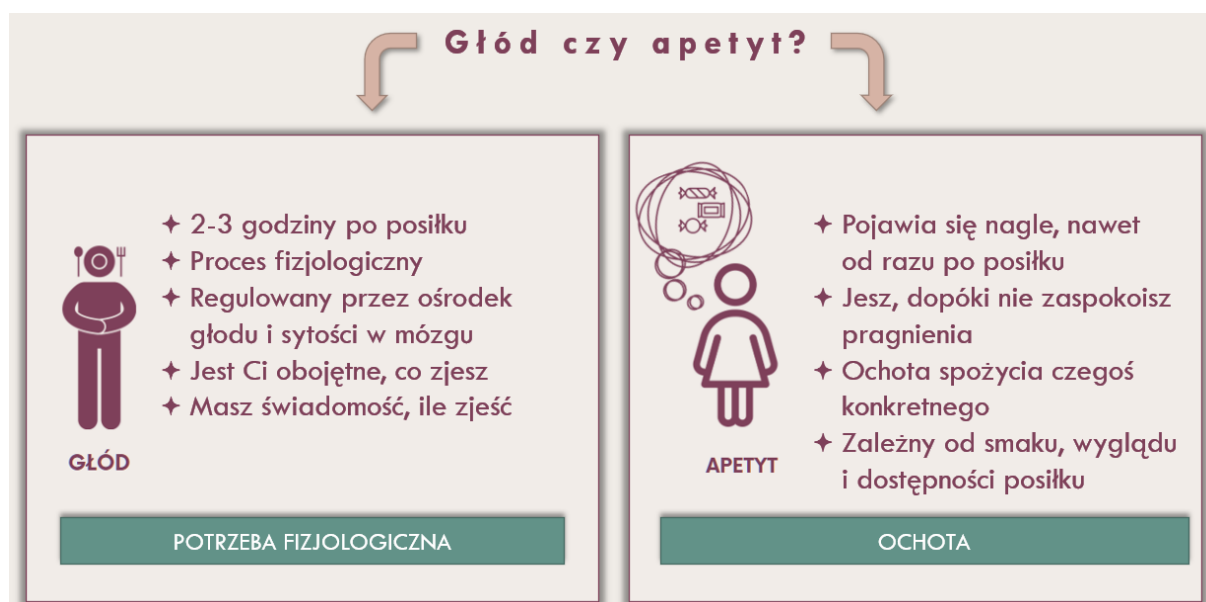 Głód czy apetyt?
✦ 2-3 godziny po posiłku
✦ Proces fizjologiczny
✦ Regulowany przez ośrodek
głodu i sytości w mózgu
✦ Jest Ci obojętne, co zjesz
✦ Masz świadomość, ile zjeść
GŁÓD
POTRZEBA FIZJOLOGICZNA
✦ Pojawia się nagle, nawet
od razu po posiłku
✦ Jesz, dopóki nie zaspokoisz
pragnienia
✦ Ochota spożycia czegoś
konkretnego
✦ Zależny od smaku, wyglądu
i dostępności posiłku
APETYT
OCHOTA